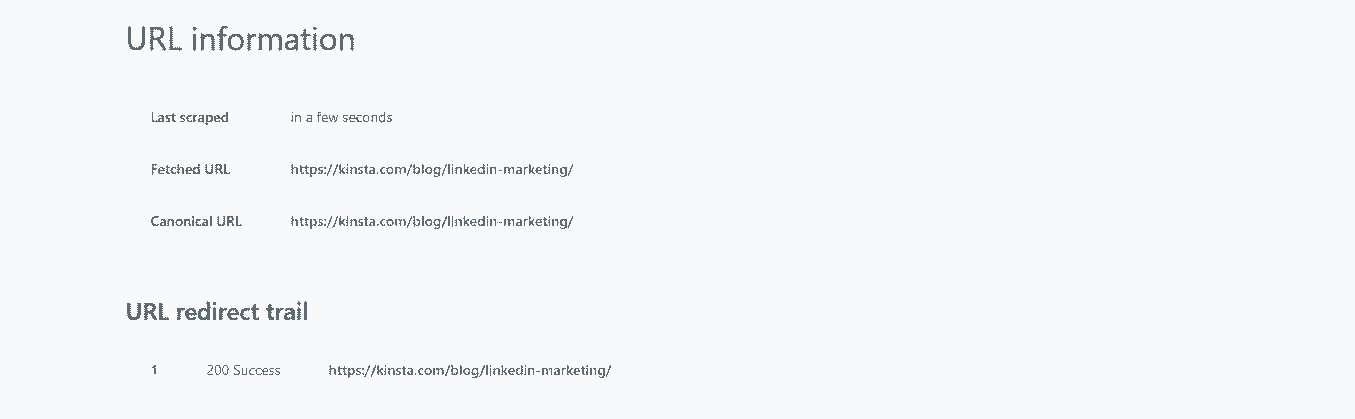 URL information
Last scraped in a few seconds
Fetched URL https://kinsta.com/blog/linkedin-marketing/
Canonical URL https://kinsta.com/blog/linkedin-marketing/
URL redirect trail
1 200 Success https://kinsta.com/blog/linkedin-marketing/